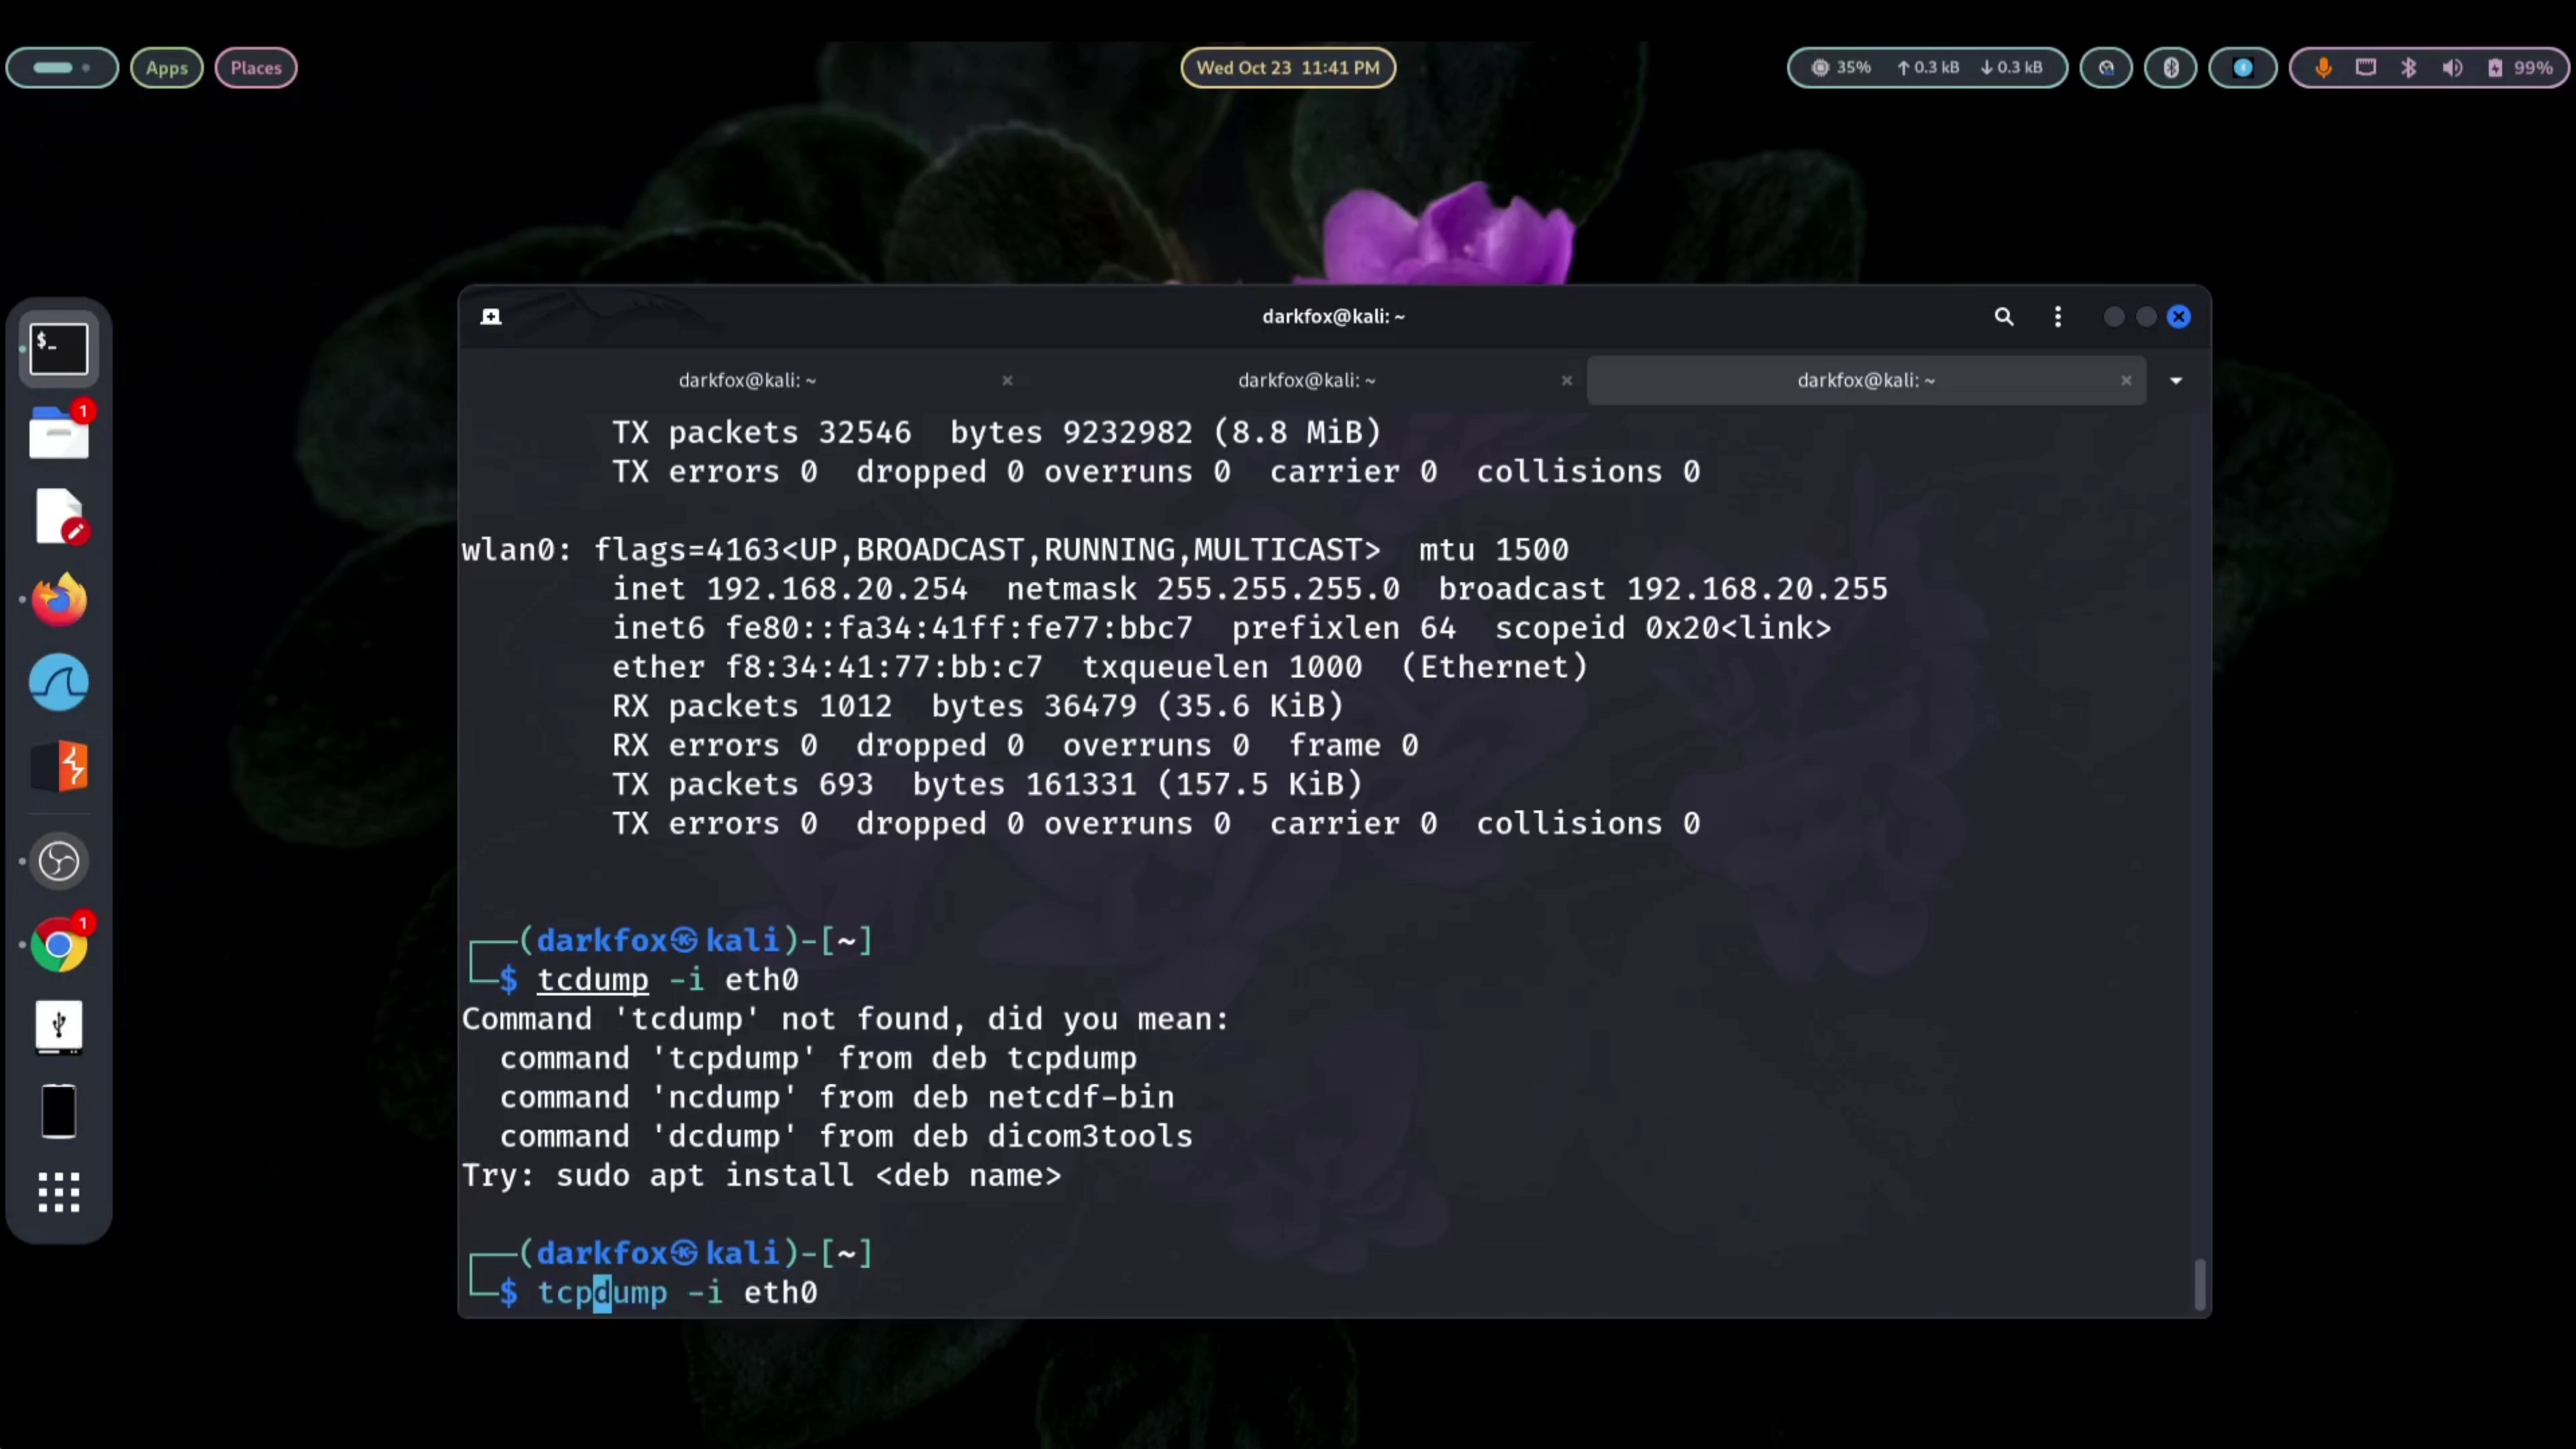 Apps
Places
Wed Oct 23 11:41 PM
35% ↑0.3 kB ↓0.3 kB
99%
darkfox@kali: ~
$_
1
darkfox@kali: ~
darkfox@kali: ~
darkfox@kali: ~
TX packets 32546 bytes 9232982 (8.8 MiB)
TX errors 0 dropped 0 overruns 0 carrier 0 collisions 0
wlan0: flags=4163<UP,BROADCAST,RUNNING,MULTICAST> mtu 1500
inet 192.168.20.254 netmask 255.255.255.0 broadcast 192.168.20.255
inet6 fe80::fa34:41ff:fe77:bbc7 prefixlen 64 scopeid 0x20<link>
ether f8:34:41:77:bb:c7 txqueuelen 1000 (Ethernet)
RX packets 1012 bytes 36479 (35.6 KiB)
RX errors 0 dropped 0 overruns 0 frame 0
TX packets 693 bytes 161331 (157.5 KiB)
TX errors 0 dropped 0 overruns 0 carrier 0 collisions 0
┌──(darkfox㉿kali)-[~]
└─$ tcdump -i eth0
Command 'tcdump' not found, did you mean:
command 'tcpdump' from deb tcpdump
command 'ncdump' from deb netcdf-bin
command 'dcdump' from deb dicom3tools
Try: sudo apt install <deb name>
┌──(darkfox㉿kali)-[~]
└─$ tcpdump -i eth0
1